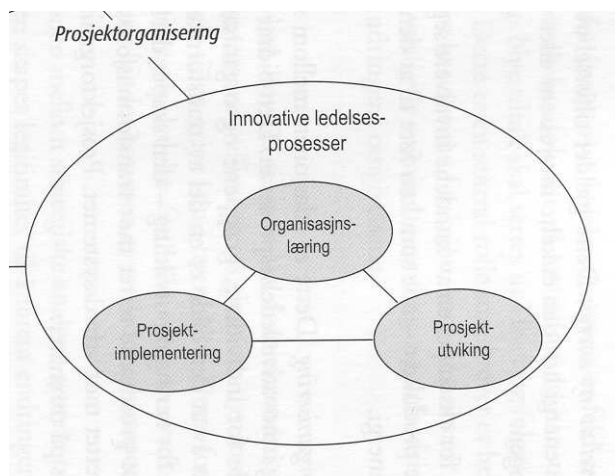 Prosjektorganisering
Innovative ledelses-
prosesser
Organisasjns-
læring
Prosjekt-
implementering
Prosjekt-
utviking